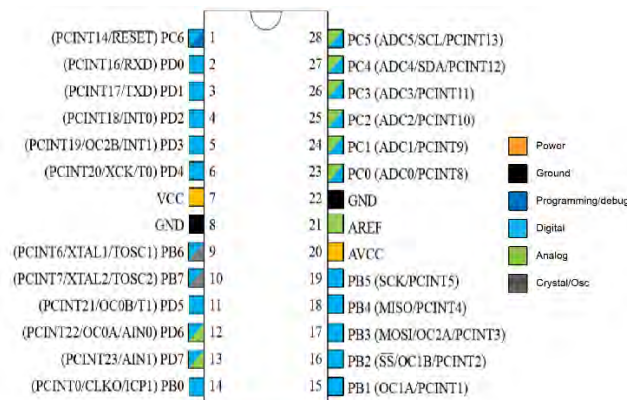 (PCINT14/RESET) PC6 1
(PCINT16/RXD) PD0 2
(PCINT17/TXD) PD1 3
(PCINT18/INT0) PD2 4
(PCINT19/OC2B/INT1) PD3 5
(PCINT20/XCK/T0) PD4 6
VCC 7
GND 8
(PCINT6/XTAL1/TOSC1) PB6 9
(PCINT7/XTAL2/TOSC2) PB7 10
(PCINT21/OC0B/T1) PD5 11
(PCINT22/OC0A/AIN0) PD6 12
(PCINT23/AIN1) PD7 13
(PCINT0/CLKO/ICP1) PB0 14
28 PC5 (ADC5/SCL/PCINT13)
27 PC4 (ADC4/SDA/PCINT12)
26 PC3 (ADC3/PCINT11)
25 PC2 (ADC2/PCINT10)
24 PC1 (ADC1/PCINT9)
23 PC0 (ADC0/PCINT8)
22 GND
21 AREF
20 AVCC
19 PB5 (SCK/PCINT5)
18 PB4 (MISO/PCINT4)
17 PB3 (MOSI/OC2A/PCINT3)
16 PB2 (SS/OC1B/PCINT2)
15 PB1 (OC1A/PCINT1)
Power
Ground
Programming/debug
Digital
Analog
Crystal/Osc